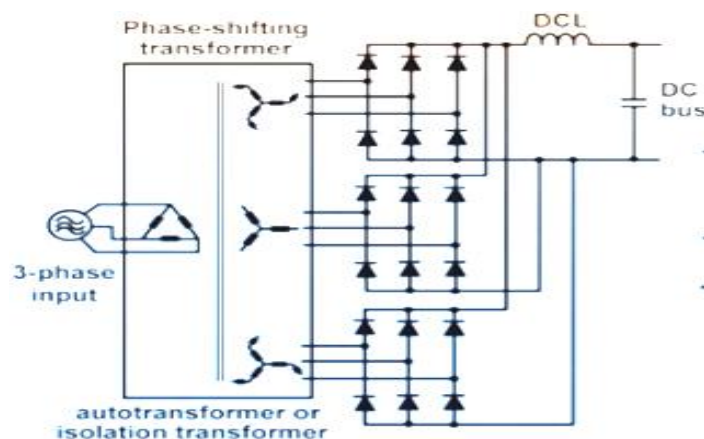 Phase-shifting
transformer
DCL
DC
bus
3-phase
input
autotransformer or
isolation transformer